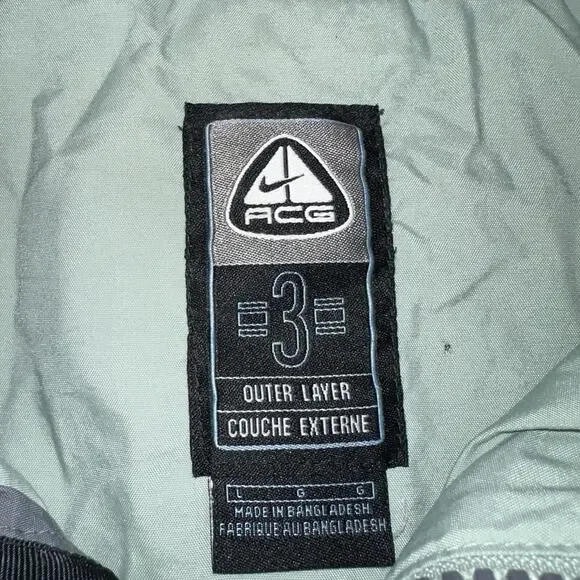 ACG
3
OUTER LAYER
COUCHE EXTERNE
L G G
MADE IN BANGLADESH
FABRIQUE AU BANGLADESH